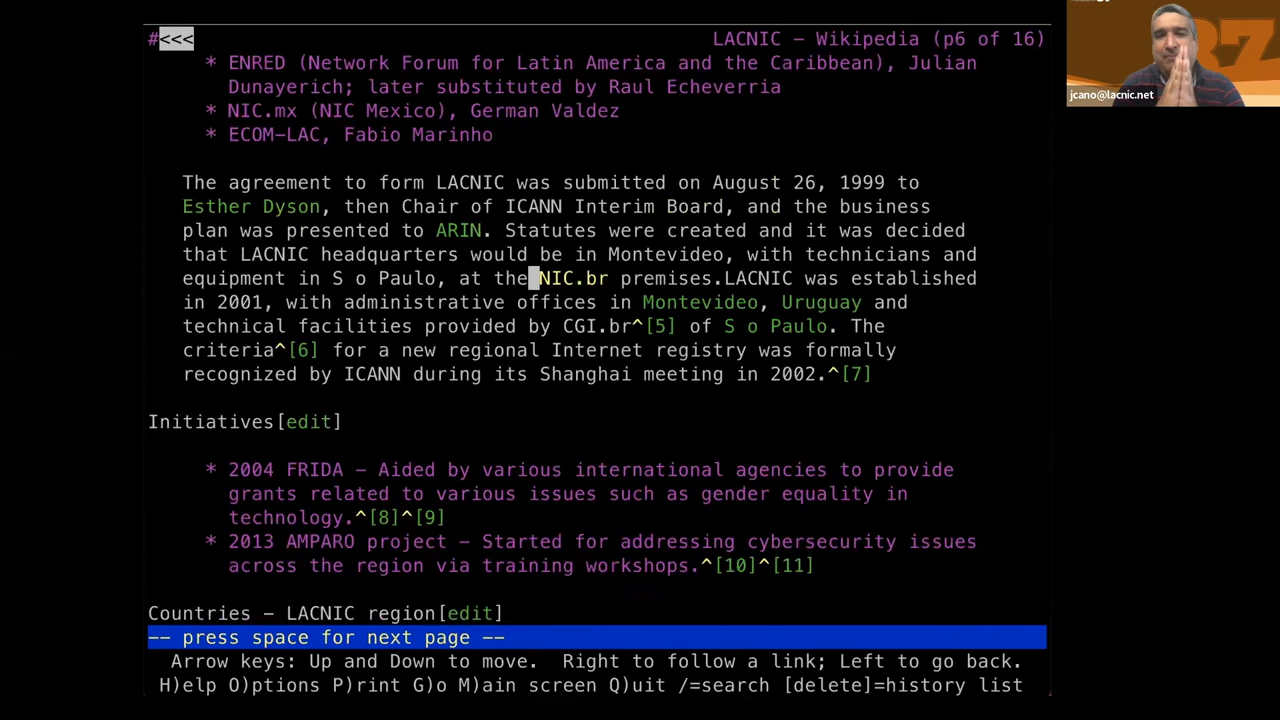 #<<< LACNIC - Wikipedia (p6 of 16)
* ENRED (Network Forum for Latin America and the Caribbean), Julian
Dunayerich; later substituted by Raul Echeverria
* NIC.mx (NIC Mexico), German Valdez
* ECOM-LAC, Fabio Marinho
The agreement to form LACNIC was submitted on August 26, 1999 to
Esther Dyson, then Chair of ICANN Interim Board, and the business
plan was presented to ARIN. Statutes were created and it was decided
that LACNIC headquarters would be in Montevideo, with technicians and
equipment in S o Paulo, at the NIC.br premises.LACNIC was established
in 2001, with administrative offices in Montevideo, Uruguay and
technical facilities provided by CGI.br^[5] of S o Paulo. The
criteria^[6] for a new regional Internet registry was formally
recognized by ICANN during its Shanghai meeting in 2002.^[7]
Initiatives[edit]
* 2004 FRIDA - Aided by various international agencies to provide
grants related to various issues such as gender equality in
technology.^[8]^[9]
* 2013 AMPARO project - Started for addressing cybersecurity issues
across the region via training workshops.^[10]^[11]
Countries - LACNIC region[edit]
-- press space for next page --
Arrow keys: Up and Down to move. Right to follow a link; Left to go back.
H)elp O)ptions P)rint G)o M)ain screen Q)uit /=search [delete]=history list
jcano@lacnic.net